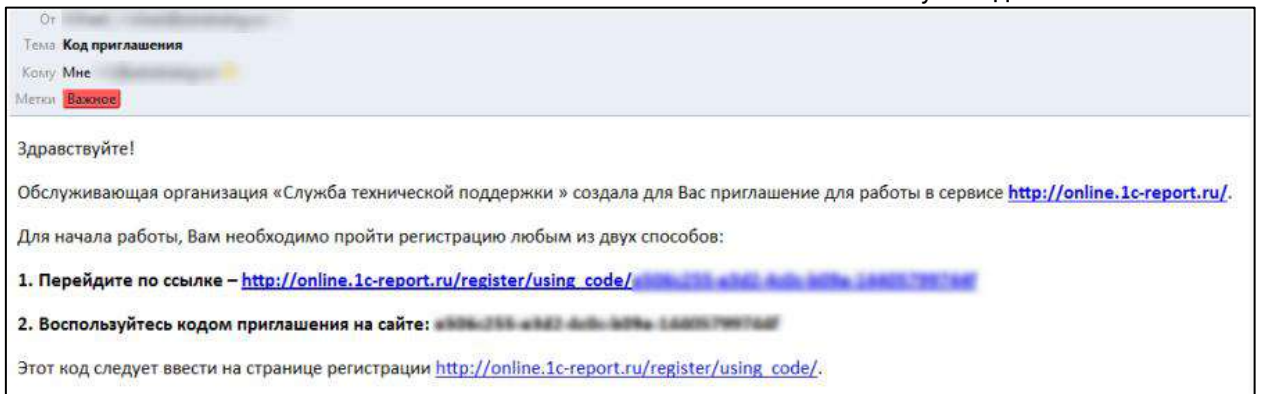 От
Тема Код приглашения
Кому Мне
Метки Важное
Здравствуйте!
Обслуживающая организация «Служба технической поддержки » создала для Вас приглашение для работы в сервисе http://online.1c-report.ru/.
Для начала работы, Вам необходимо пройти регистрацию любым из двух способов:
1. Перейдите по ссылке – http://online.1c-report.ru/register/using_code/
2. Воспользуйтесь кодом приглашения на сайте:
Этот код следует ввести на странице регистрации http://online.1c-report.ru/register/using_code/.